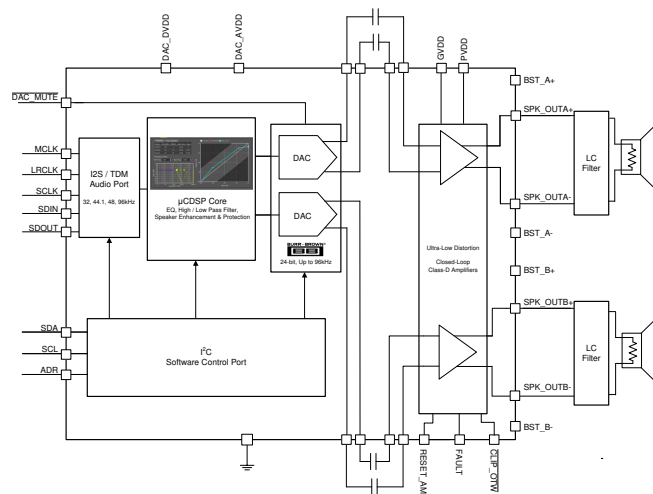 DAC_DVDD
DAC_AVDD
GVDD
PVDD
BST_A+
DAC_MUTE
SPK_OUTA+
MCLK
LRCLK
SCLK
SDIN
SDOUT
I2S / TDM
Audio Port
32, 44.1, 48, 96kHz
µCDSP Core
EQ, High / Low Pass Filter,
Speaker Enhancement & Protection
DAC
DAC
BURR-BROWN
24-bit, Up to 96kHz
LC
Filter
SPK_OUTA-
BST_A-
Ultra-Low Distortion
Closed-Loop
Class-D Amplifiers
BST_B+
SPK_OUTB+
SDA
SCL
ADR
I2C
Software Control Port
LC
Filter
SPK_OUTB-
BST_B-
RESET_AM
FAULT
CLIP_OTW